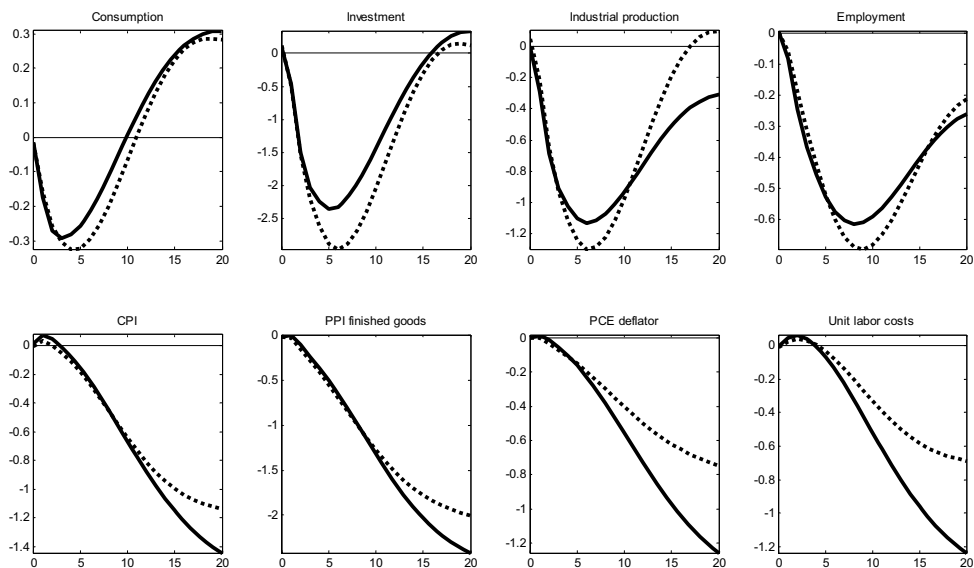 Consumption Investment Industrial production Employment
0.3 0 0 0
0.2 -0.5 -0.2 -0.1
0.1 -1 -0.4 -0.2
0 -1.5 -0.6 -0.3
-0.1 -2 -0.8 -0.4
-0.2 -2.5 -1 -0.5
-0.3 -1.2 -0.6
0 5 10 15 20 0 5 10 15 20 0 5 10 15 20 0 5 10 15 20
CPI PPI finished goods PCE deflator Unit labor costs
0 0 0 0
-0.2 -0.5 -0.2 -0.2
-0.4 -1 -0.4 -0.4
-0.6 -1.5 -0.6 -0.6
-0.8 -2 -0.8 -0.8
-1 -1 -1
-1.2 -1.2 -1.2
-1.4
0 5 10 15 20 0 5 10 15 20 0 5 10 15 20 0 5 10 15 20